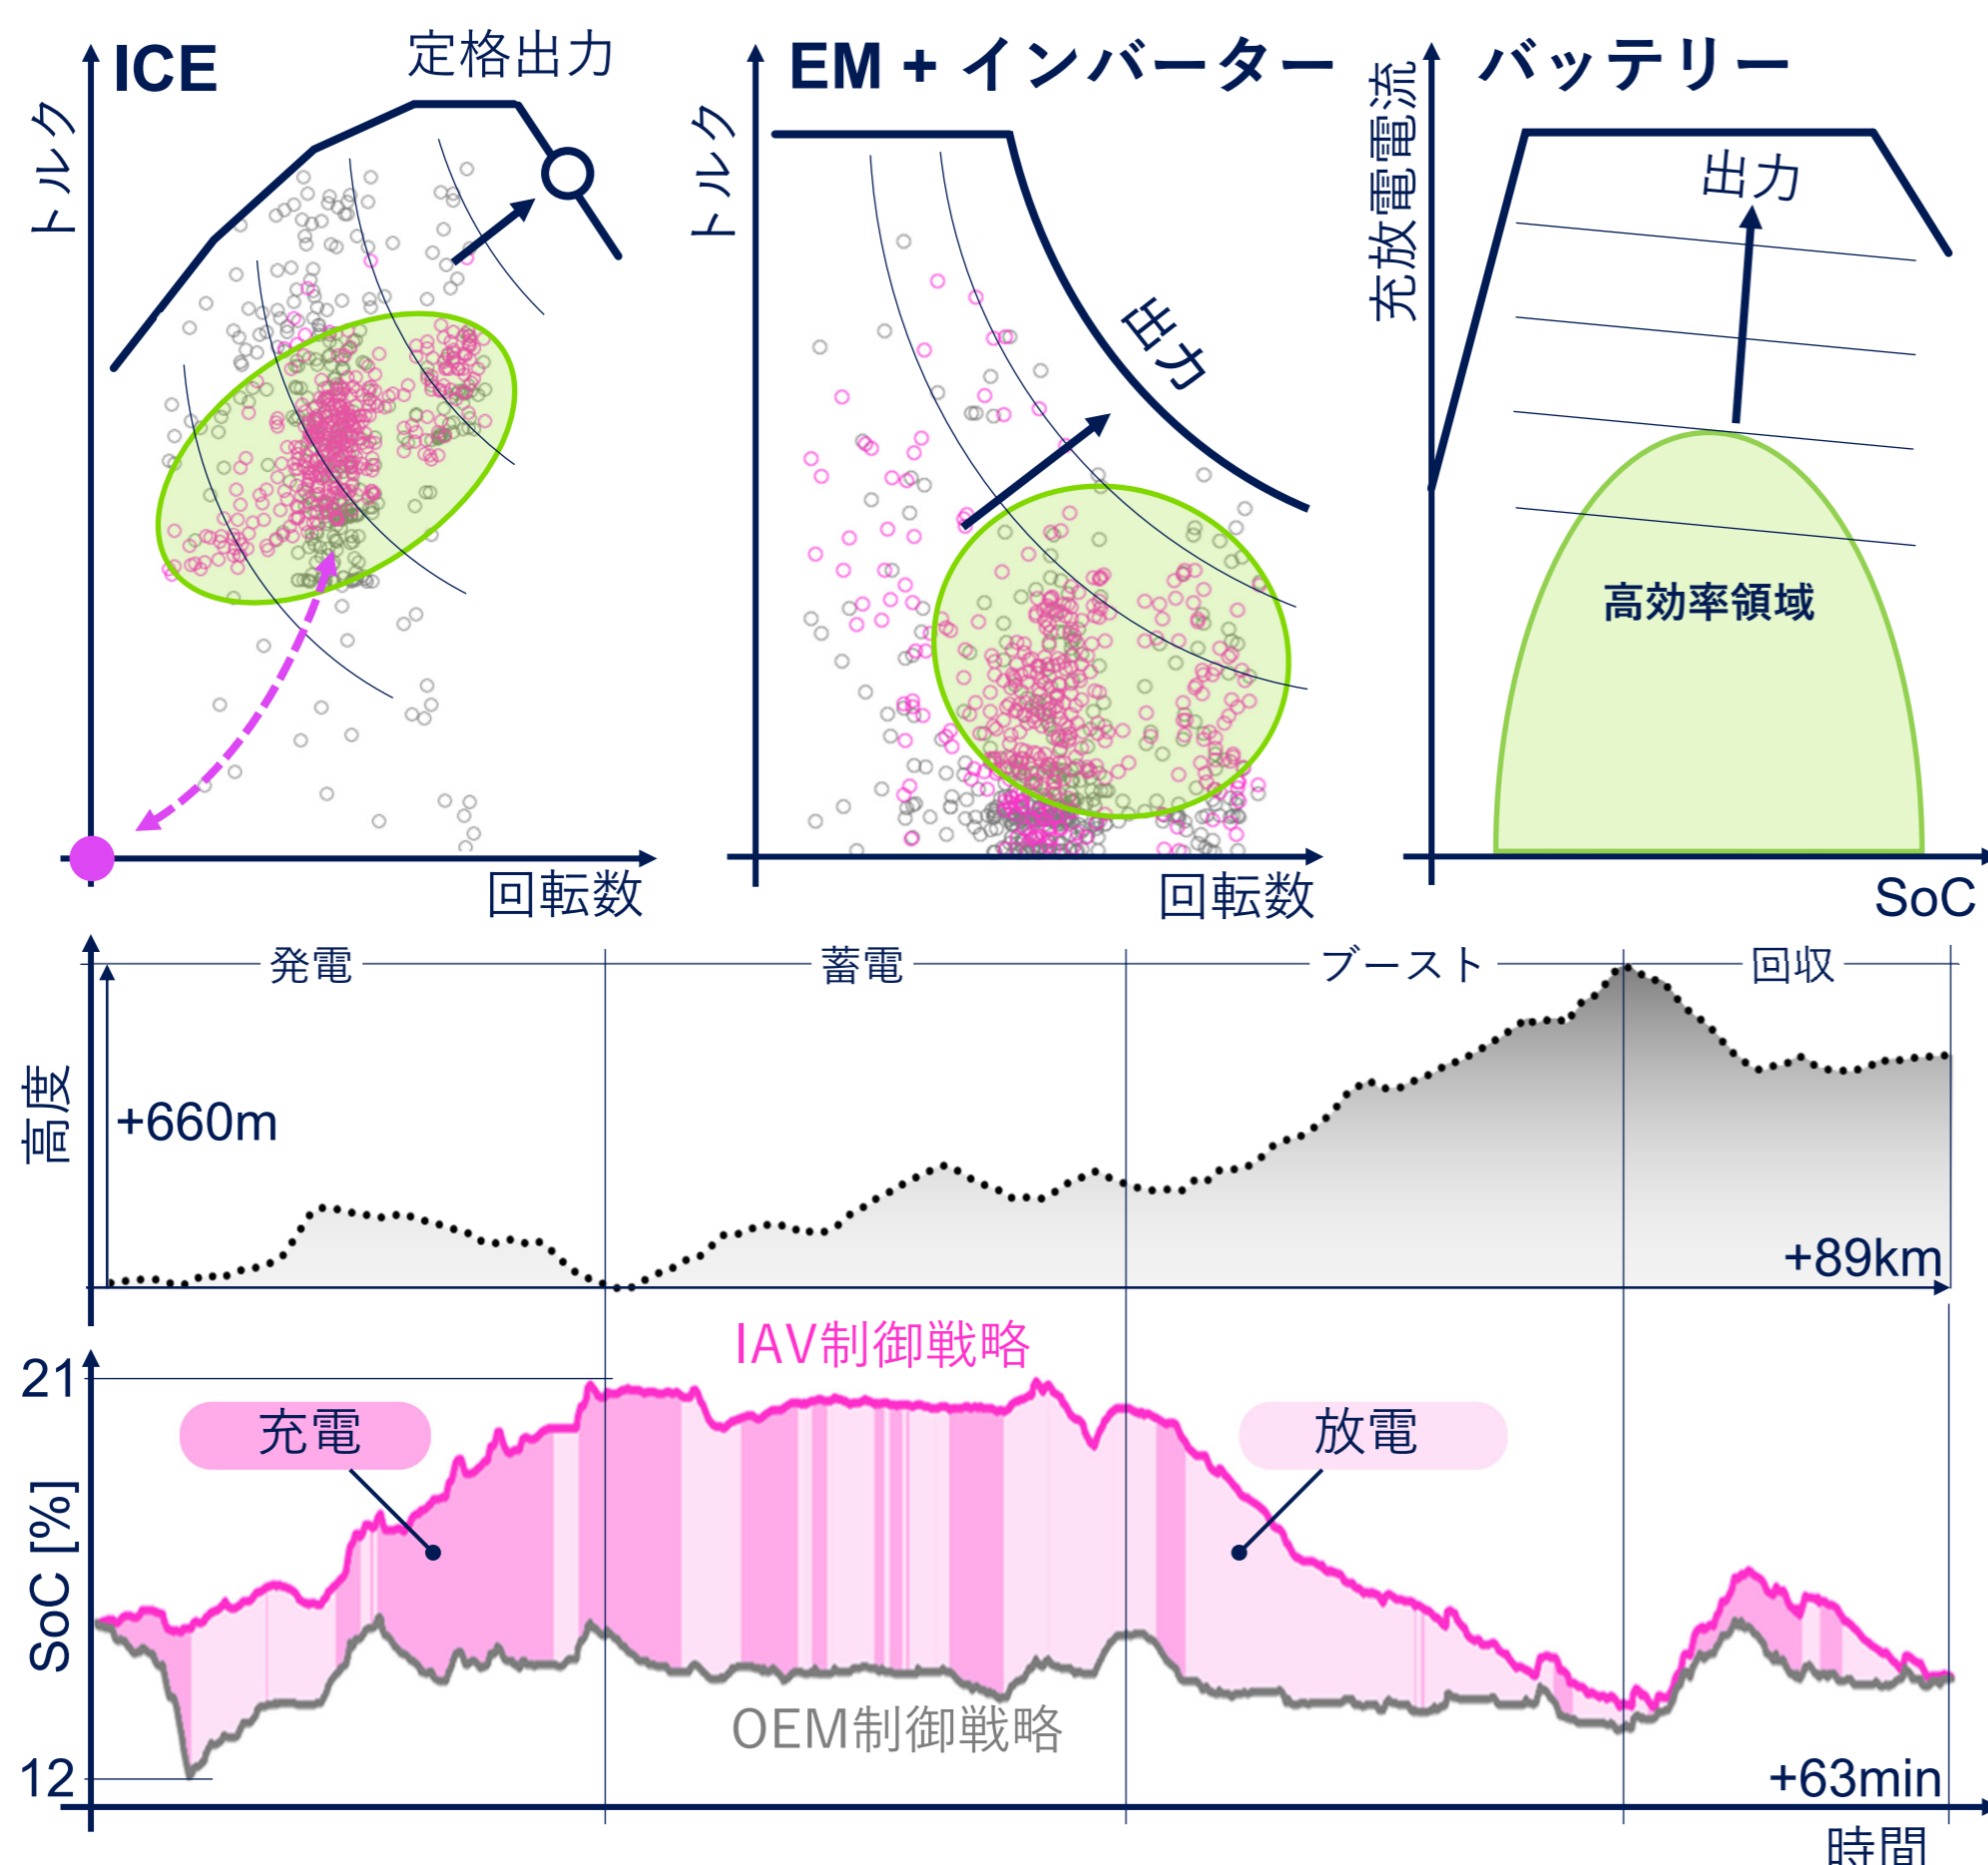 ICE
定格出力
トルク
回転数
EM + インバーター
トルク
出力
回転数
バッテリー
充放電電流
出力
高効率領域
SoC
発電
蓄電
ブースト
回収
高度
+660m
+89km
IAV制御戦略
21
充電
放電
SoC [%]
OEM制御戦略
12
+63min
時間